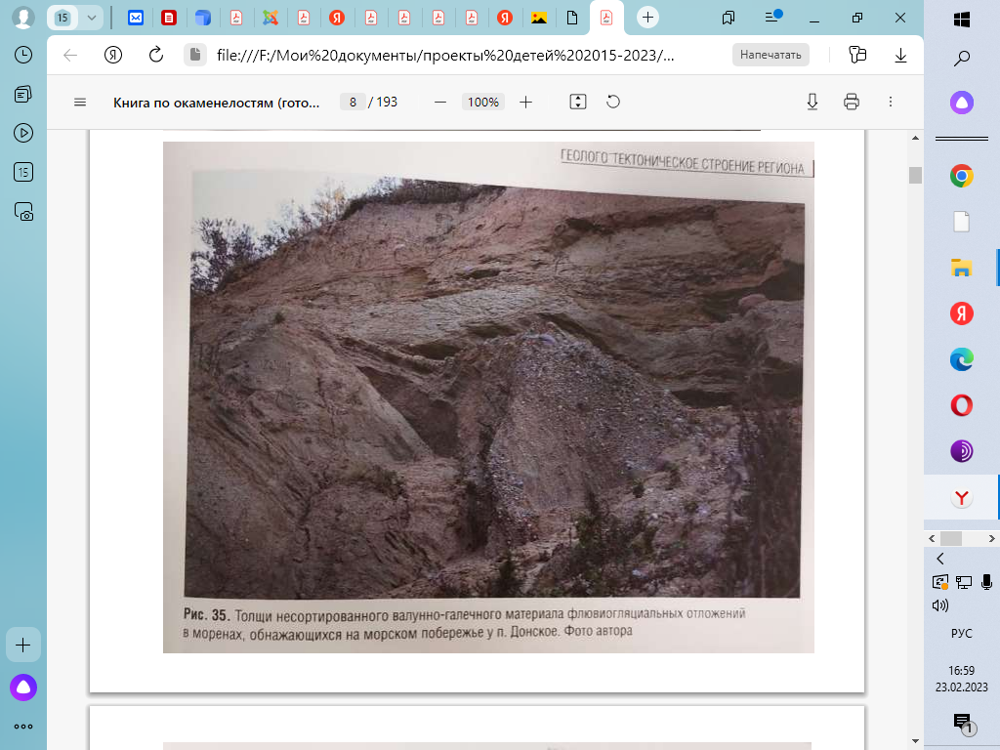 15
file:///F:/Мои%20документы/проекты%20детей%202015-2023/...
Напечатать
Книга по окаменелостям (гото...
8 / 193
100%
15
ГЕОЛОГО-ТЕКТОНИЧЕСКОЕ СТРОЕНИЕ РЕГИОНА
Рис. 35. Толщи несортированного валунно-галечного материала флювиогляциальных отложений
в моренах, обнажающихся на морском побережье у п. Донское. Фото автора
РУС
16:59
23.02.2023
1